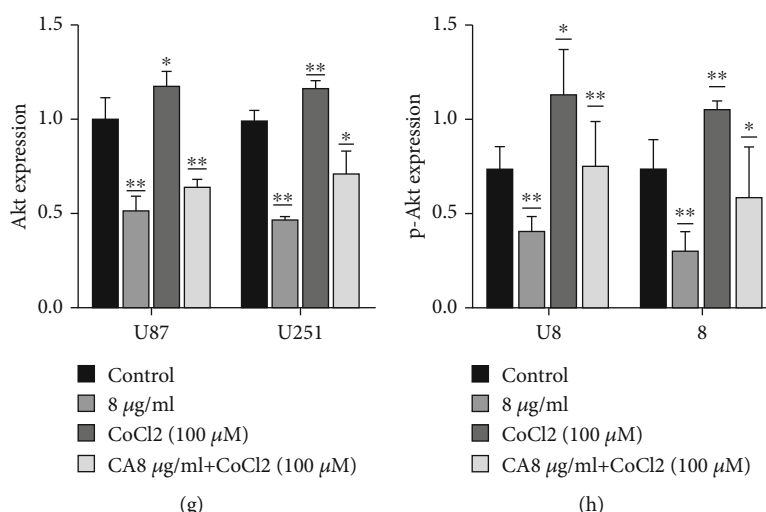 Akt expression
1.5
1.0
0.5
0.0
**
*
**
**
**
*
U87
U251
Control
8 μg/ml
CoCl2 (100 μM)
CA8 μg/ml+CoCl2 (100 μM)
(g)
p-Akt expression
1.5
1.0
0.5
0.0
**
*
**
**
**
*
U8
8
Control
8 μg/ml
CoCl2 (100 μM)
CA8 μg/ml+CoCl2 (100 μM)
(h)